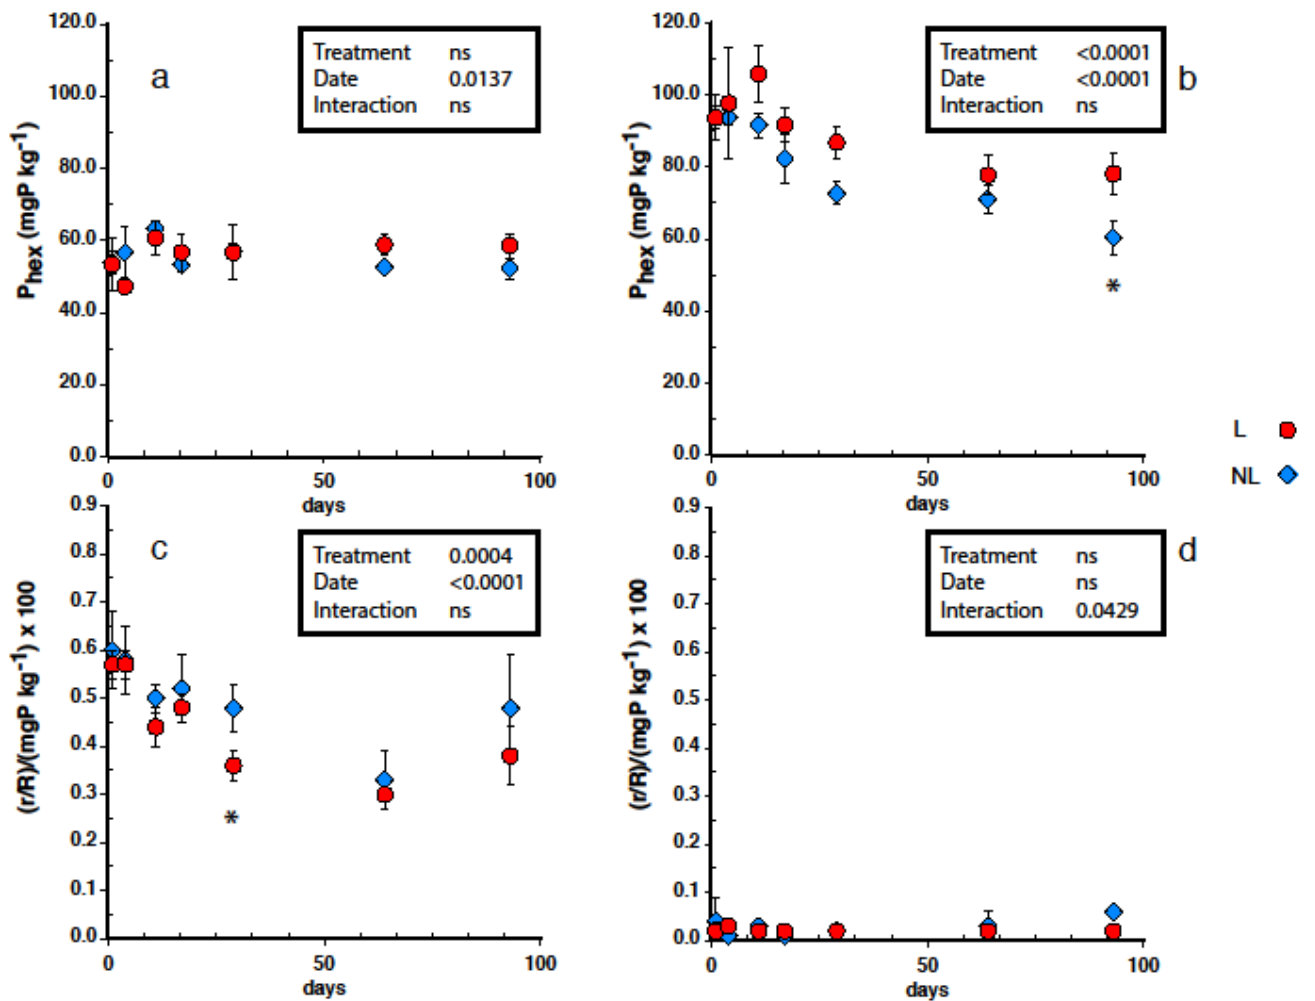 120.0
100.0
80.0
60.0
40.0
20.0
0.0
P_hex (mgP kg⁻¹)
a
Treatment ns
Date 0.0137
Interaction ns
0 50 100
days
120.0
100.0
80.0
60.0
40.0
20.0
0.0
P_hex (mgP kg⁻¹)
b
Treatment <0.0001
Date <0.0001
Interaction ns
*
0 50 100
days
L
NL
0.9
0.8
0.7
0.6
0.5
0.4
0.3
0.2
0.1
0.0
(r/R)/(mgP kg⁻¹) x 100
c
Treatment 0.0004
Date <0.0001
Interaction ns
*
0 50 100
days
0.9
0.8
0.7
0.6
0.5
0.4
0.3
0.2
0.1
0.0
(r/R)/(mgP kg⁻¹) x 100
d
Treatment ns
Date ns
Interaction 0.0429
0 50 100
days